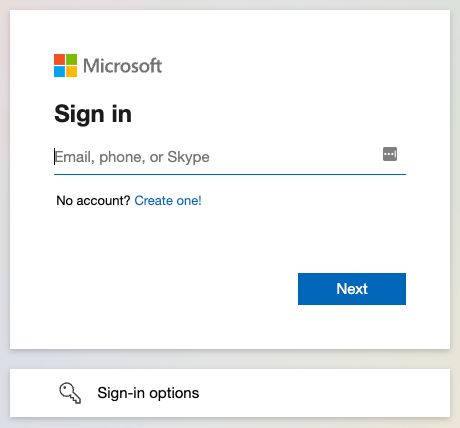 Microsoft
Sign in
Email, phone, or Skype
No account? Create one!
Next
Sign-in options